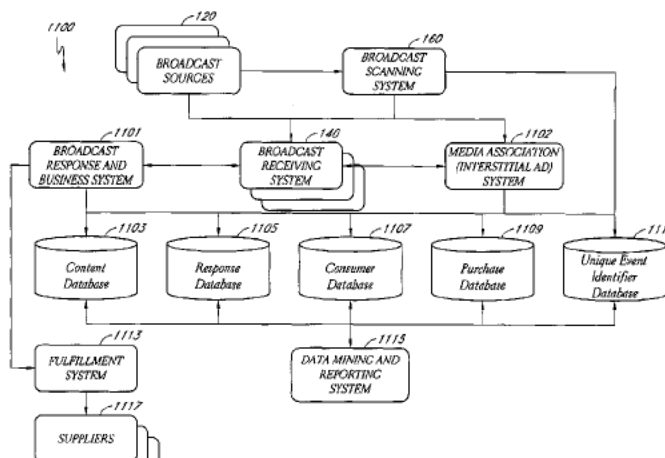 1100
120
BROADCAST
SOURCES
160
BROADCAST
SCANNING
SYSTEM
1101
BROADCAST
RESPONSE AND
BUSINESS SYSTEM
140
BROADCAST
RECEIVING
SYSTEM
1102
MEDIA ASSOCIATION
(INTERSTITIAL AD)
SYSTEM
1103
Content
Database
1105
Response
Database
1107
Consumer
Database
1109
Purchase
Database
Unique Event
Identifier
Database
1113
FULFILLMENT
SYSTEM
1115
DATA MINING AND
REPORTING
SYSTEM
1117
SUPPLIERS